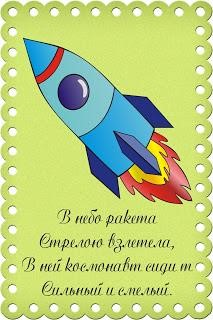 В небо ракета
Стрелою взлетела,
В ней космонавт сидит
Сильный и смелый.